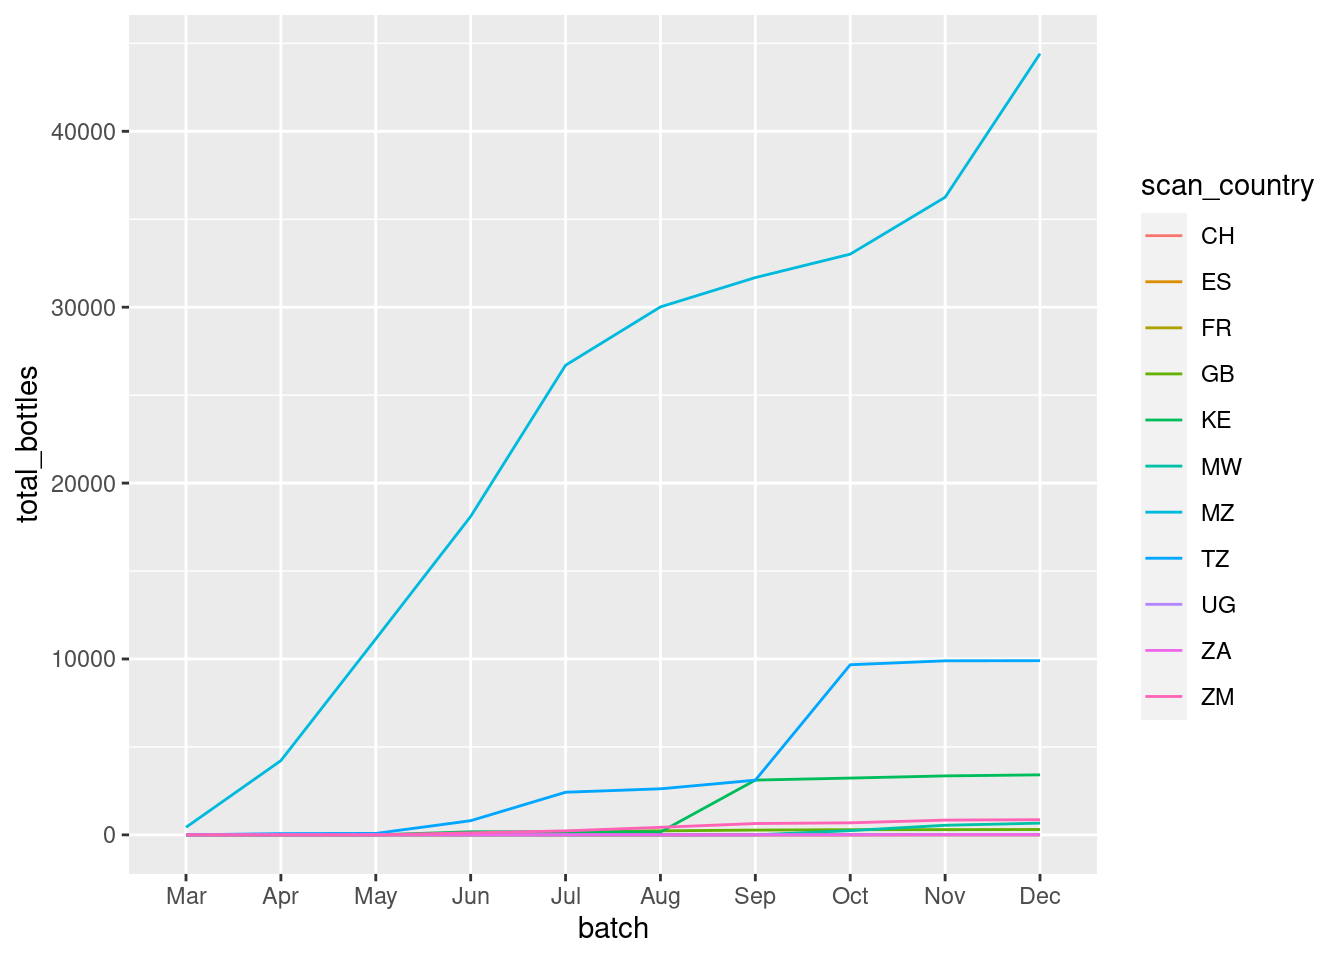 40000
30000
20000
10000
0
total_bottles
Mar Apr May Jun Jul Aug Sep Oct Nov Dec
batch
scan_country
CH
ES
FR
GB
KE
MW
MZ
TZ
UG
ZA
ZM